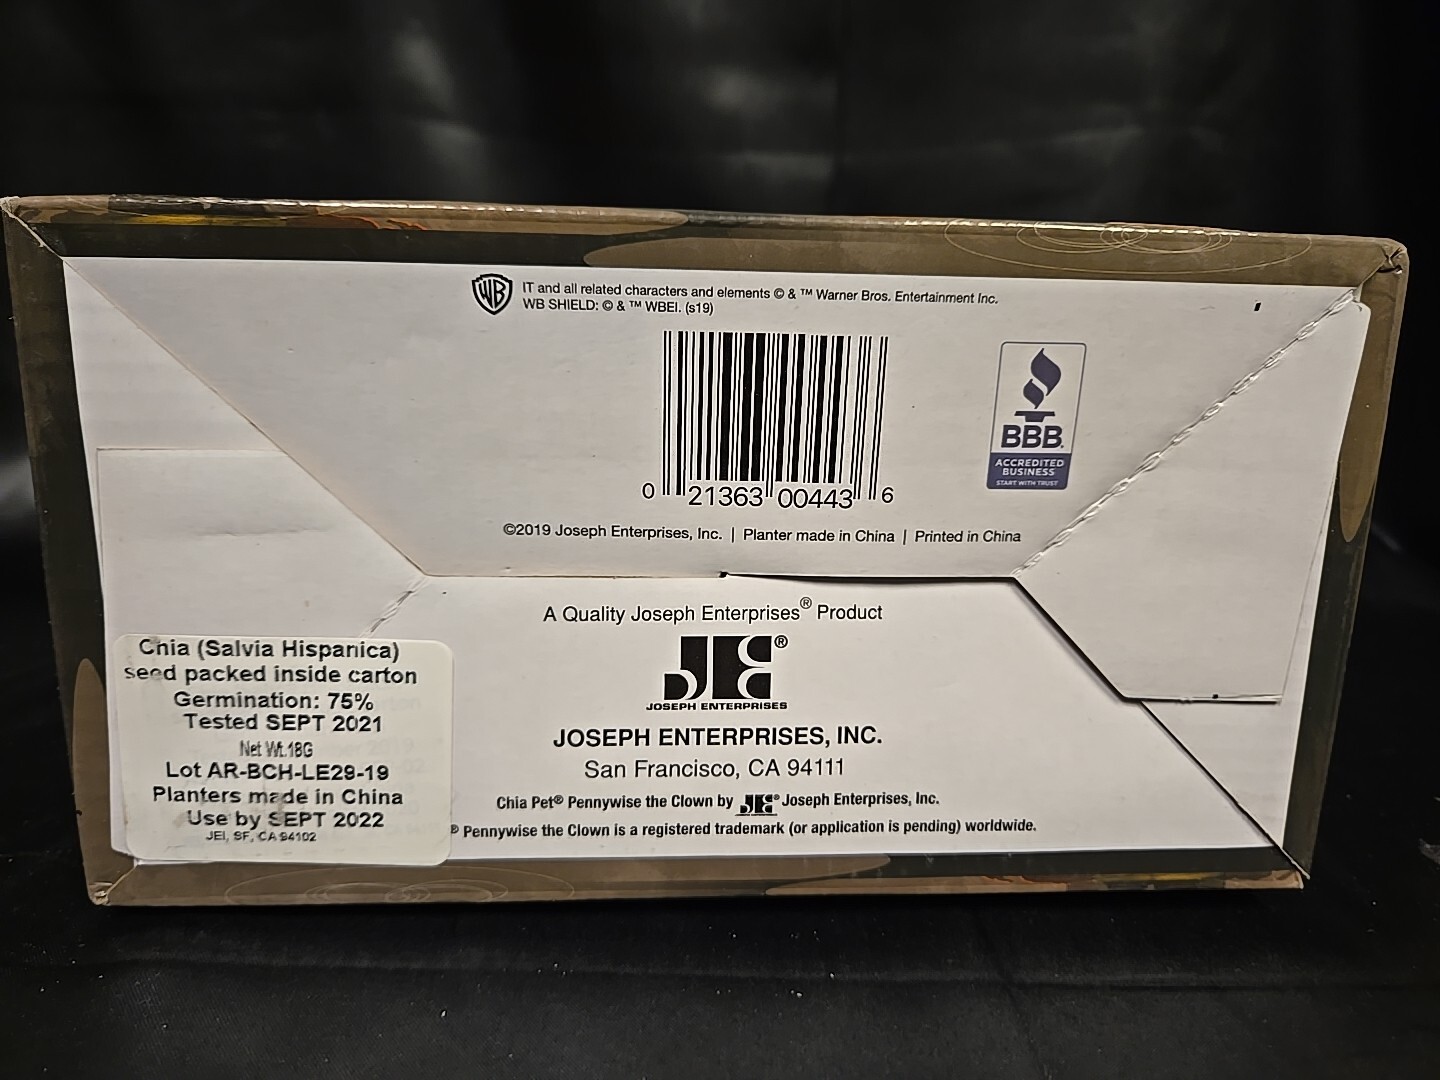 WB
IT and all related characters and elements © & ™ Warner Bros. Entertainment Inc.
WB SHIELD: © & ™ WBEI. (s19)
0 21363 00443 6
BBB.
ACCREDITED
BUSINESS
START WITH TRUST
©2019 Joseph Enterprises, Inc. | Planter made in China | Printed in China
A Quality Joseph Enterprises® Product
JE®
JOSEPH ENTERPRISES
JOSEPH ENTERPRISES, INC.
San Francisco, CA 94111
Chia Pet® Pennywise the Clown by JE® Joseph Enterprises, Inc.
® Pennywise the Clown is a registered trademark (or application is pending) worldwide.
Chia (Salvia Hispanica)
seed packed inside carton
Germination: 75%
Tested SEPT 2021
Net Wt.18G
Lot AR-BCH-LE29-19
Planters made in China
Use by SEPT 2022
JEI, SF, CA 94102